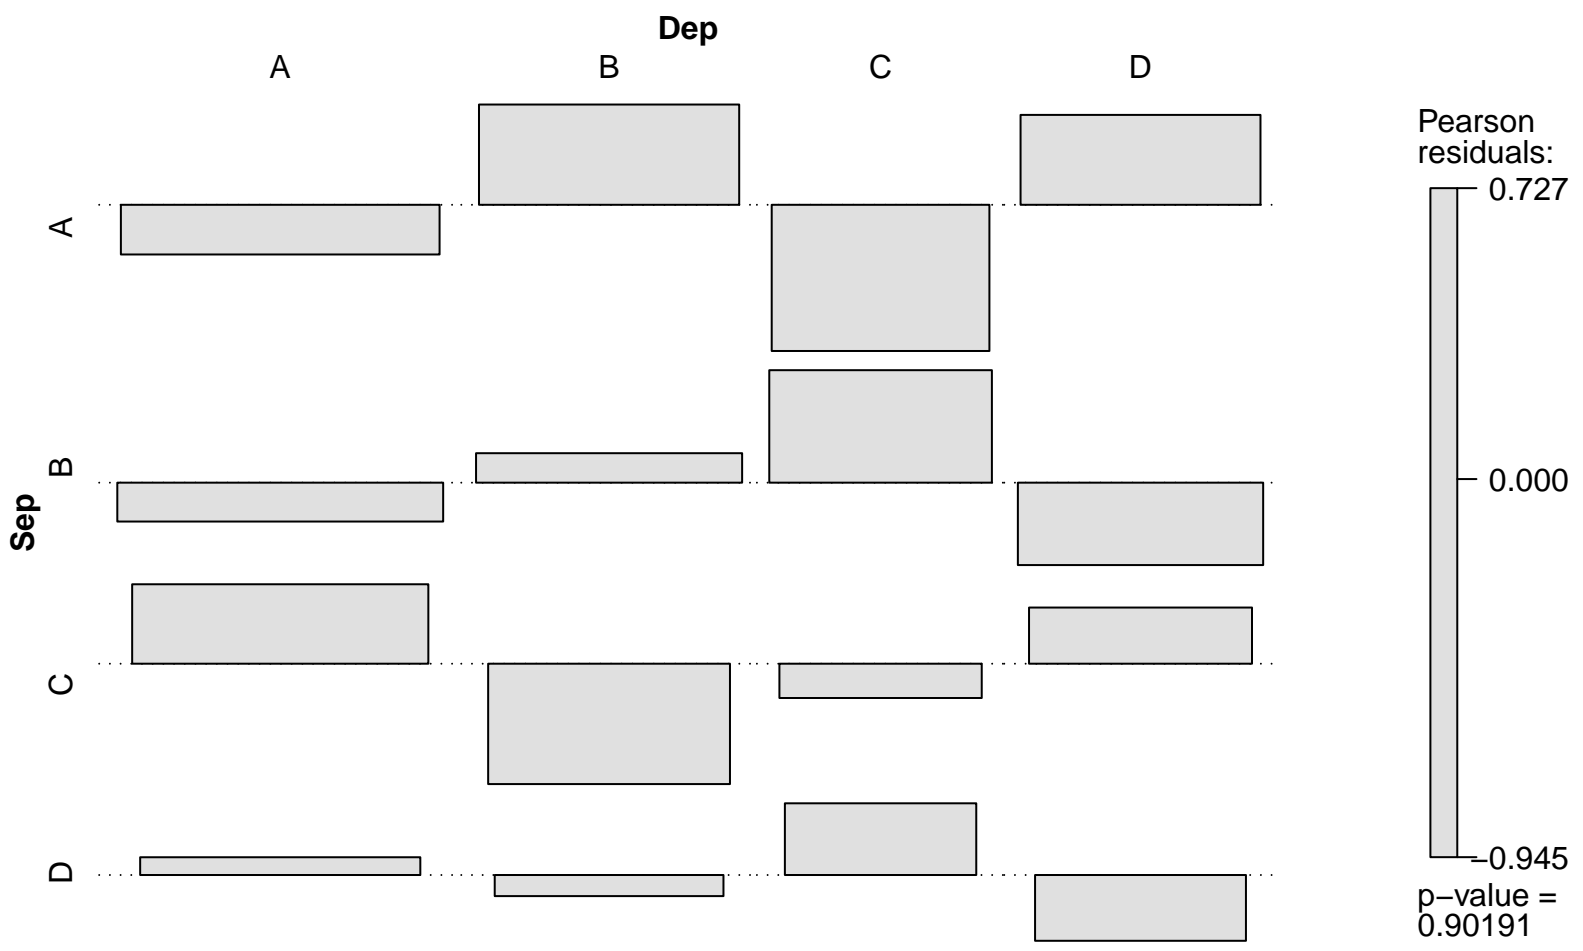 Dep
A B C D
A
B
C
D
Sep
Pearson
residuals:
0.727
0.000
−0.945
p−value =
0.90191